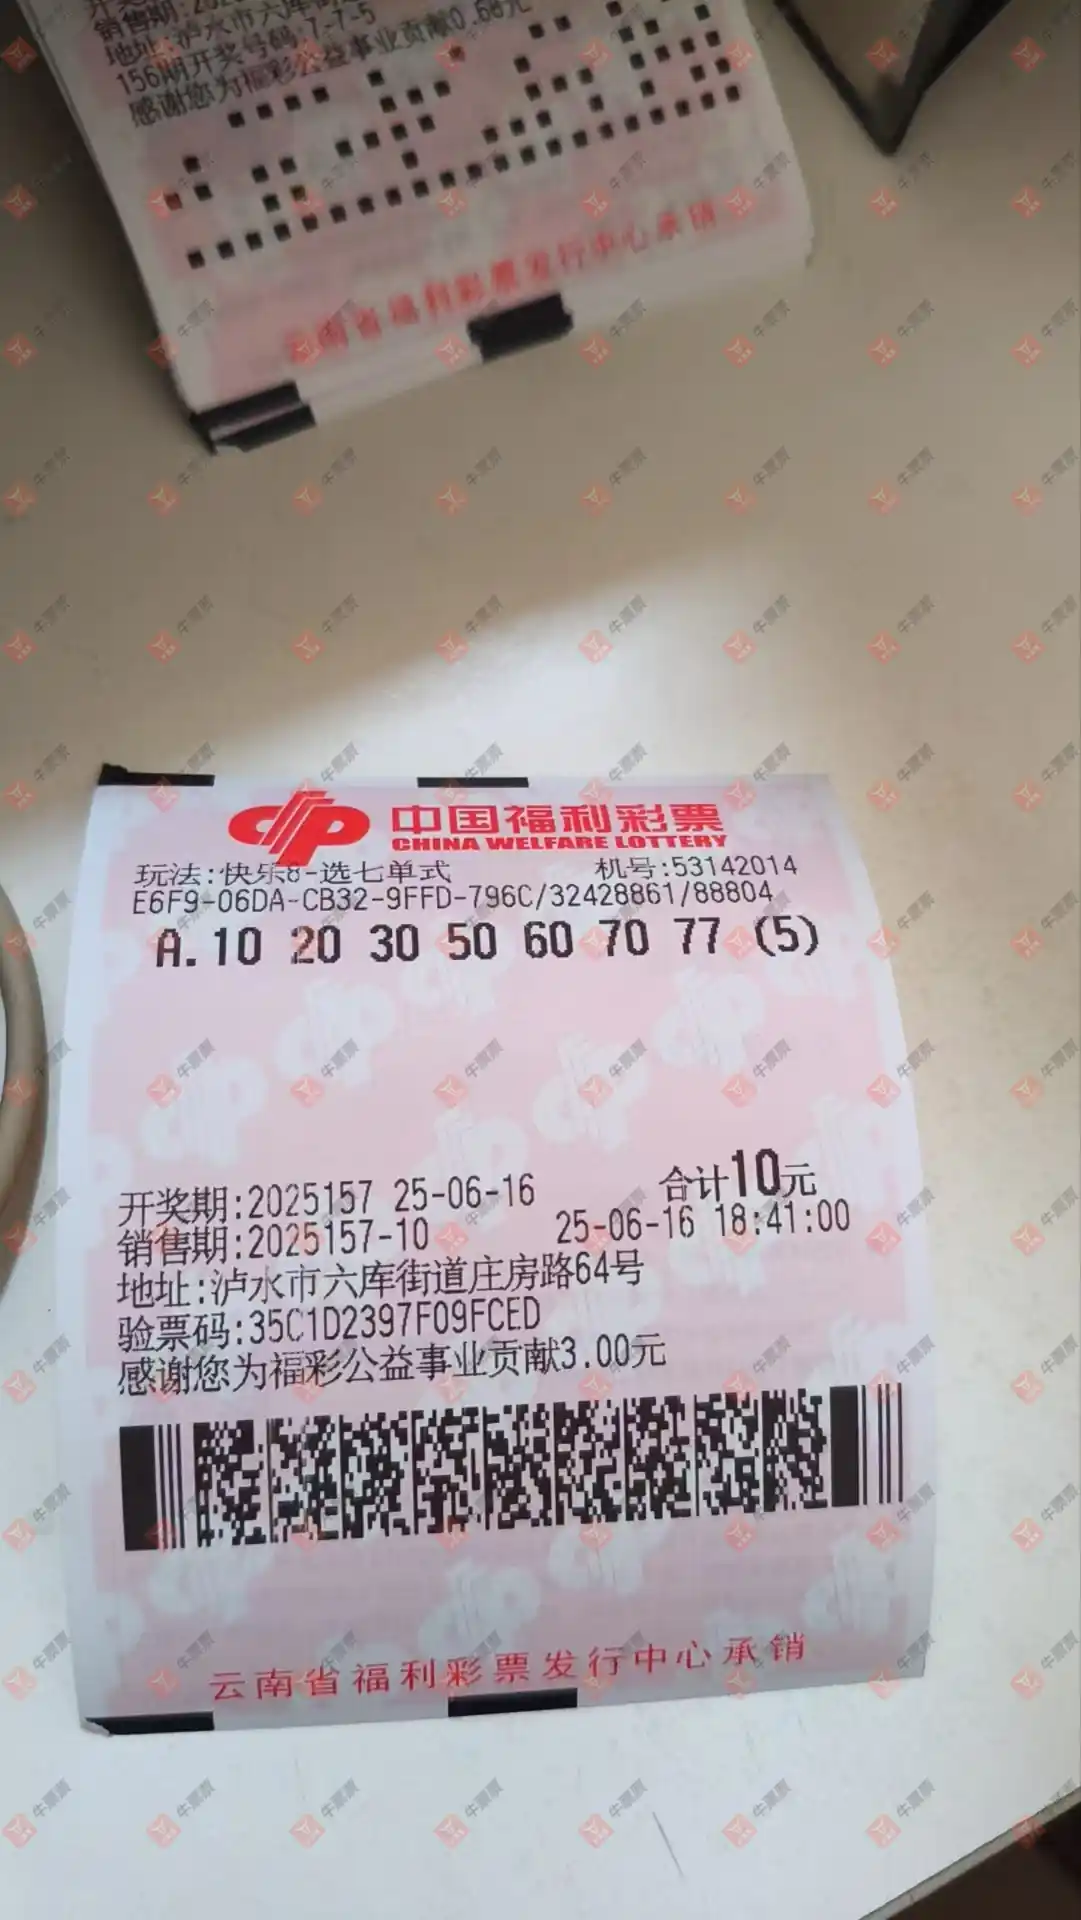 地址:泸水市六库街道
156期开奖号码:7-7-5
感谢您为福彩公益事业贡献0.68元
云南省福利彩票发行中心承销
中国福利彩票
CHINA WELFARE LOTTERY
玩法:快乐8-选七单式 机号:53142014
E6F9-06DA-CB32-9FFD-796C/32428861/88804
A.10 20 30 50 60 70 77 (5)
开奖期:2025157 25-06-16 合计10元
销售期:2025157-10 25-06-16 18:41:00
地址:泸水市六库街道庄房路64号
验票码:35C1D2397F09FCED
感谢您为福彩公益事业贡献3.00元
云南省福利彩票发行中心承销